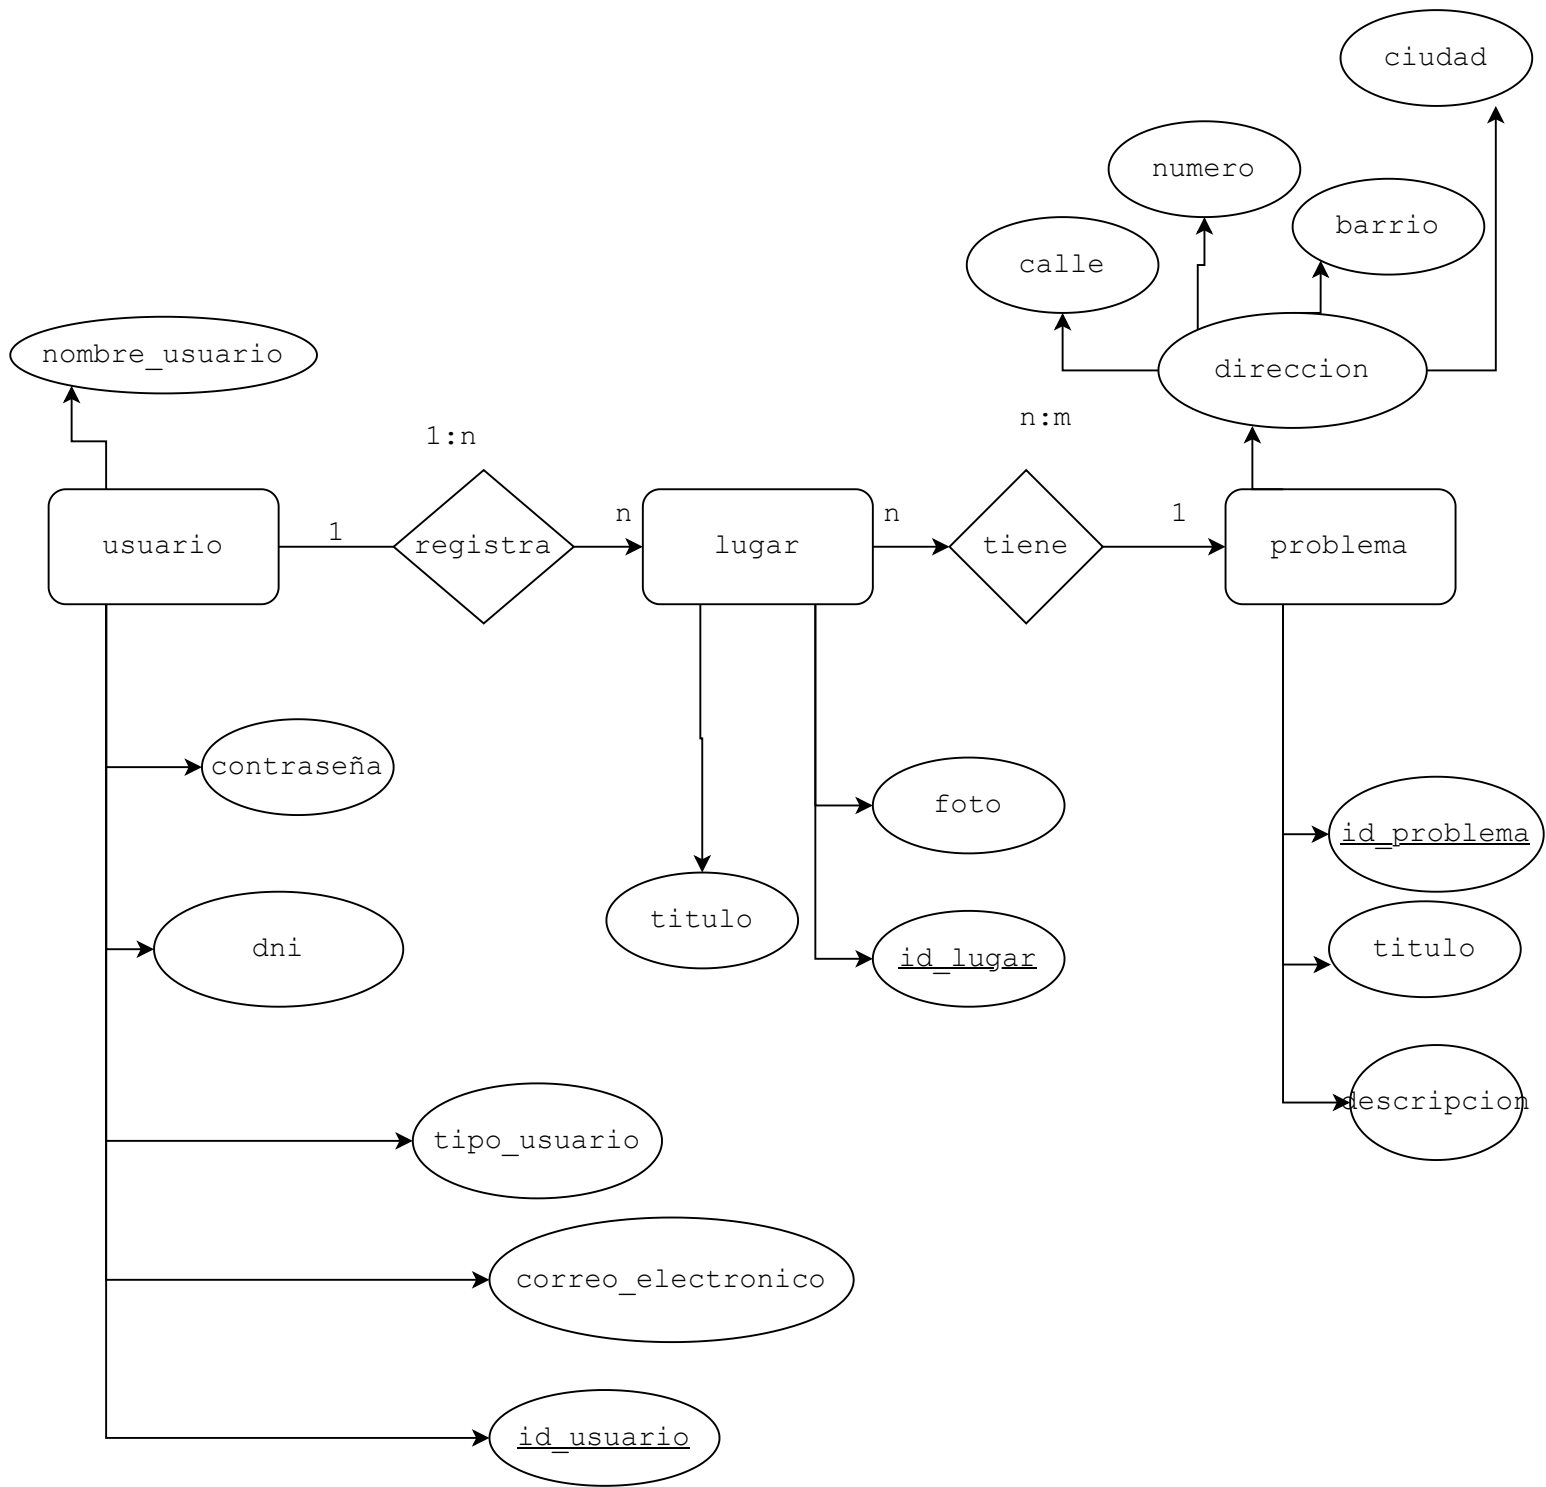 ciudad
numero
barrio
calle
direccion
nombre_usuario
1:n
n:m
usuario
1
registra
n
lugar
n
tiene
1
problema
contraseña
foto
id_problema
titulo
id_lugar
dni
titulo
descripcion
tipo_usuario
correo_electronico
id_usuario